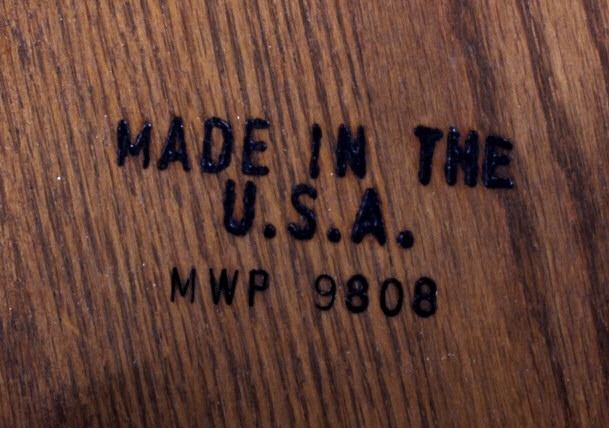 MADE IN THE
U.S.A.
MWP 9808